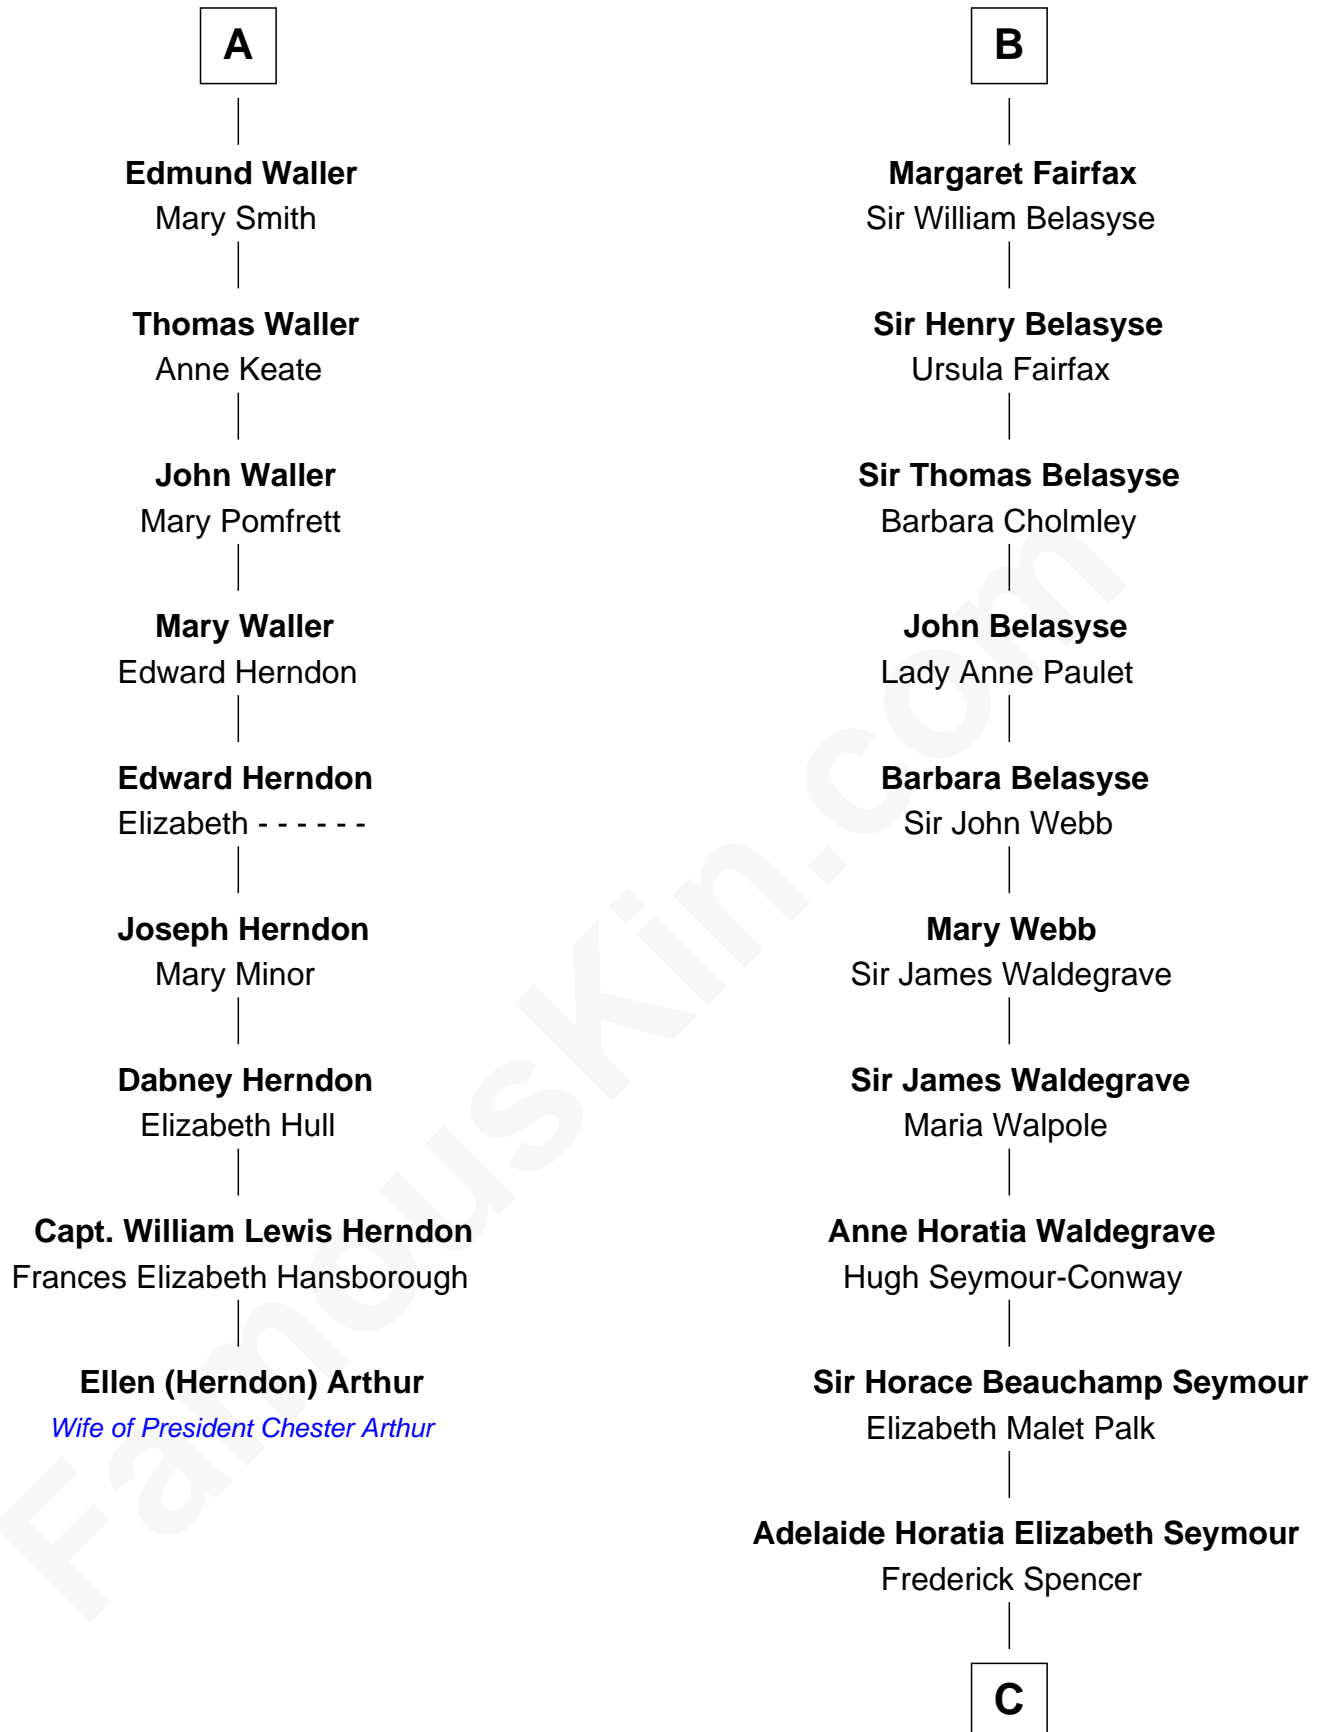 A
Edmund Waller
Mary Smith
Thomas Waller
Anne Keate
John Waller
Mary Pomfrett
Mary Waller
Edward Herndon
Edward Herndon
Elizabeth - - - - - -
Joseph Herndon
Mary Minor
Dabney Herndon
Elizabeth Hull
Capt. William Lewis Herndon
Frances Elizabeth Hansborough
Ellen (Herndon) Arthur
Wife of President Chester Arthur
B
Margaret Fairfax
Sir William Belasyse
Sir Henry Belasyse
Ursula Fairfax
Sir Thomas Belasyse
Barbara Cholmley
John Belasyse
Lady Anne Paulet
Barbara Belasyse
Sir John Webb
Mary Webb
Sir James Waldegrave
Sir James Waldegrave
Maria Walpole
Anne Horatia Waldegrave
Hugh Seymour-Conway
Sir Horace Beauchamp Seymour
Elizabeth Malet Palk
Adelaide Horatia Elizabeth Seymour
Frederick Spencer
C
FamousKin.com